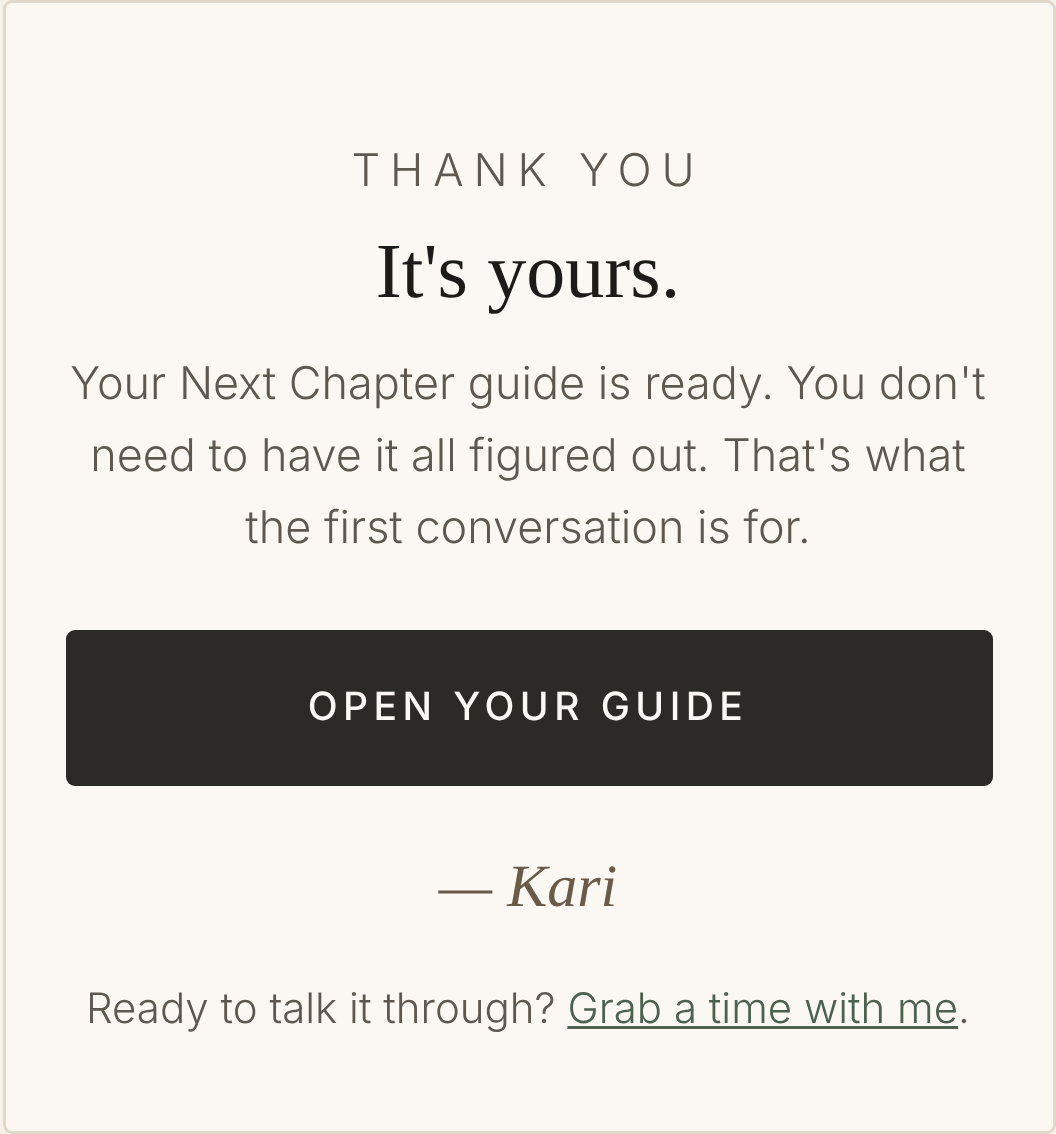 THANK YOU
It's yours.
Your Next Chapter guide is ready. You don't
need to have it all figured out. That's what
the first conversation is for.
OPEN YOUR GUIDE
— Kari
Ready to talk it through? Grab a time with me.